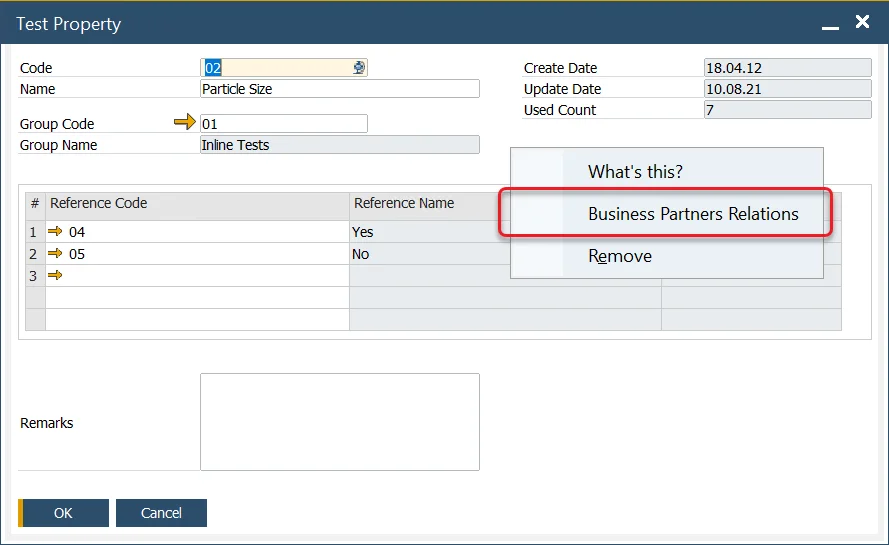 Test Property
Code 02 Create Date 18.04.12
Name Particle Size Update Date 10.08.21
Used Count 7
Group Code 01
Group Name Inline Tests
What's this?
# Reference Code Reference Name Business Partners Relations
1 04 Yes
2 05 No Remove
3
Remarks
OK Cancel